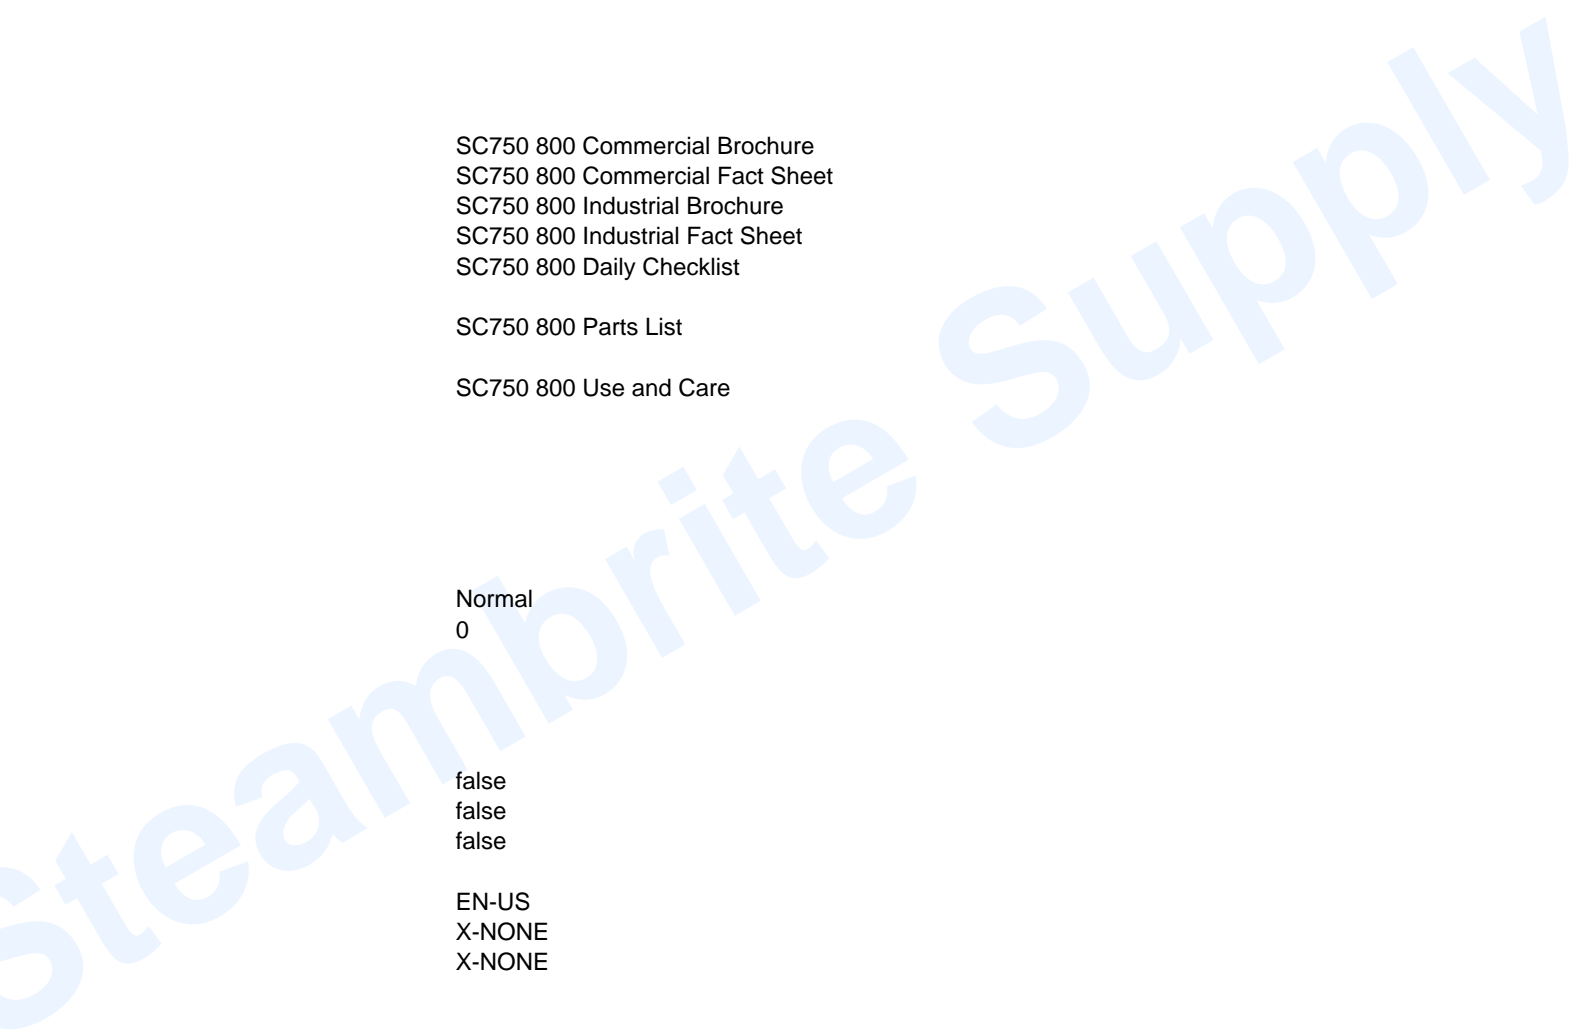 SC750 800 Commercial Brochure
SC750 800 Commercial Fact Sheet
SC750 800 Industrial Brochure
SC750 800 Industrial Fact Sheet
SC750 800 Daily Checklist
SC750 800 Parts List
SC750 800 Use and Care
Normal
0
false
false
false
EN-US
X-NONE
X-NONE
Steambrite Supply